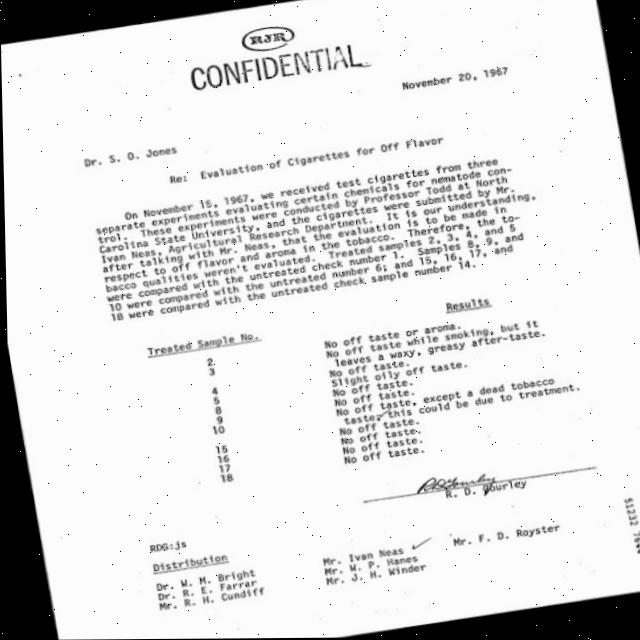 RJR
CONFIDENTIAL
November 20, 1967
Dr. S. O. Jones
Re: Evaluation of Cigarettes for Off Flavor
On November 15, 1967, we received test cigarettes from three
separate experiments evaluating certain chemicals for nematode con-
trol. These experiments were conducted by Professor Todd at North
Carolina State University, and the cigarettes were submitted by Mr.
Ivan Neas, Agricultural Research Department. It is our understanding,
after talking with Mr. Neas, that the evaluation is to be made in
respect to off flavor and aroma in the tobacco. Therefore, the to-
bacco qualities weren't evaluated. Treated samples 2, 3, 4, and 5
were compared with the untreated check number 1. Samples 8, 9, and
10 were compared with the untreated number 6; and 15, 16, 17, and
18 were compared with the untreated check sample number 14.
Treated Sample No. Results
2 No off taste or aroma.
3 No off taste while smoking, but it
leaves a waxy, greasy after-taste.
4 No off taste.
5 Slight oily off taste.
8 No off taste.
9 No off taste.
10 No off taste, except a dead tobacco
taste, this could be due to treatment.
15 No off taste.
16 No off taste.
17 No off taste.
18 No off taste.
R. D. Gourley
RDG:js
Distribution
Dr. W. M. Bright
Dr. R. E. Farrar
Mr. R. H. Cundiff
Mr. Ivan Neas
Mr. W. P. Hanes
Mr. J. H. Winder
Mr. F. D. Royster
51232